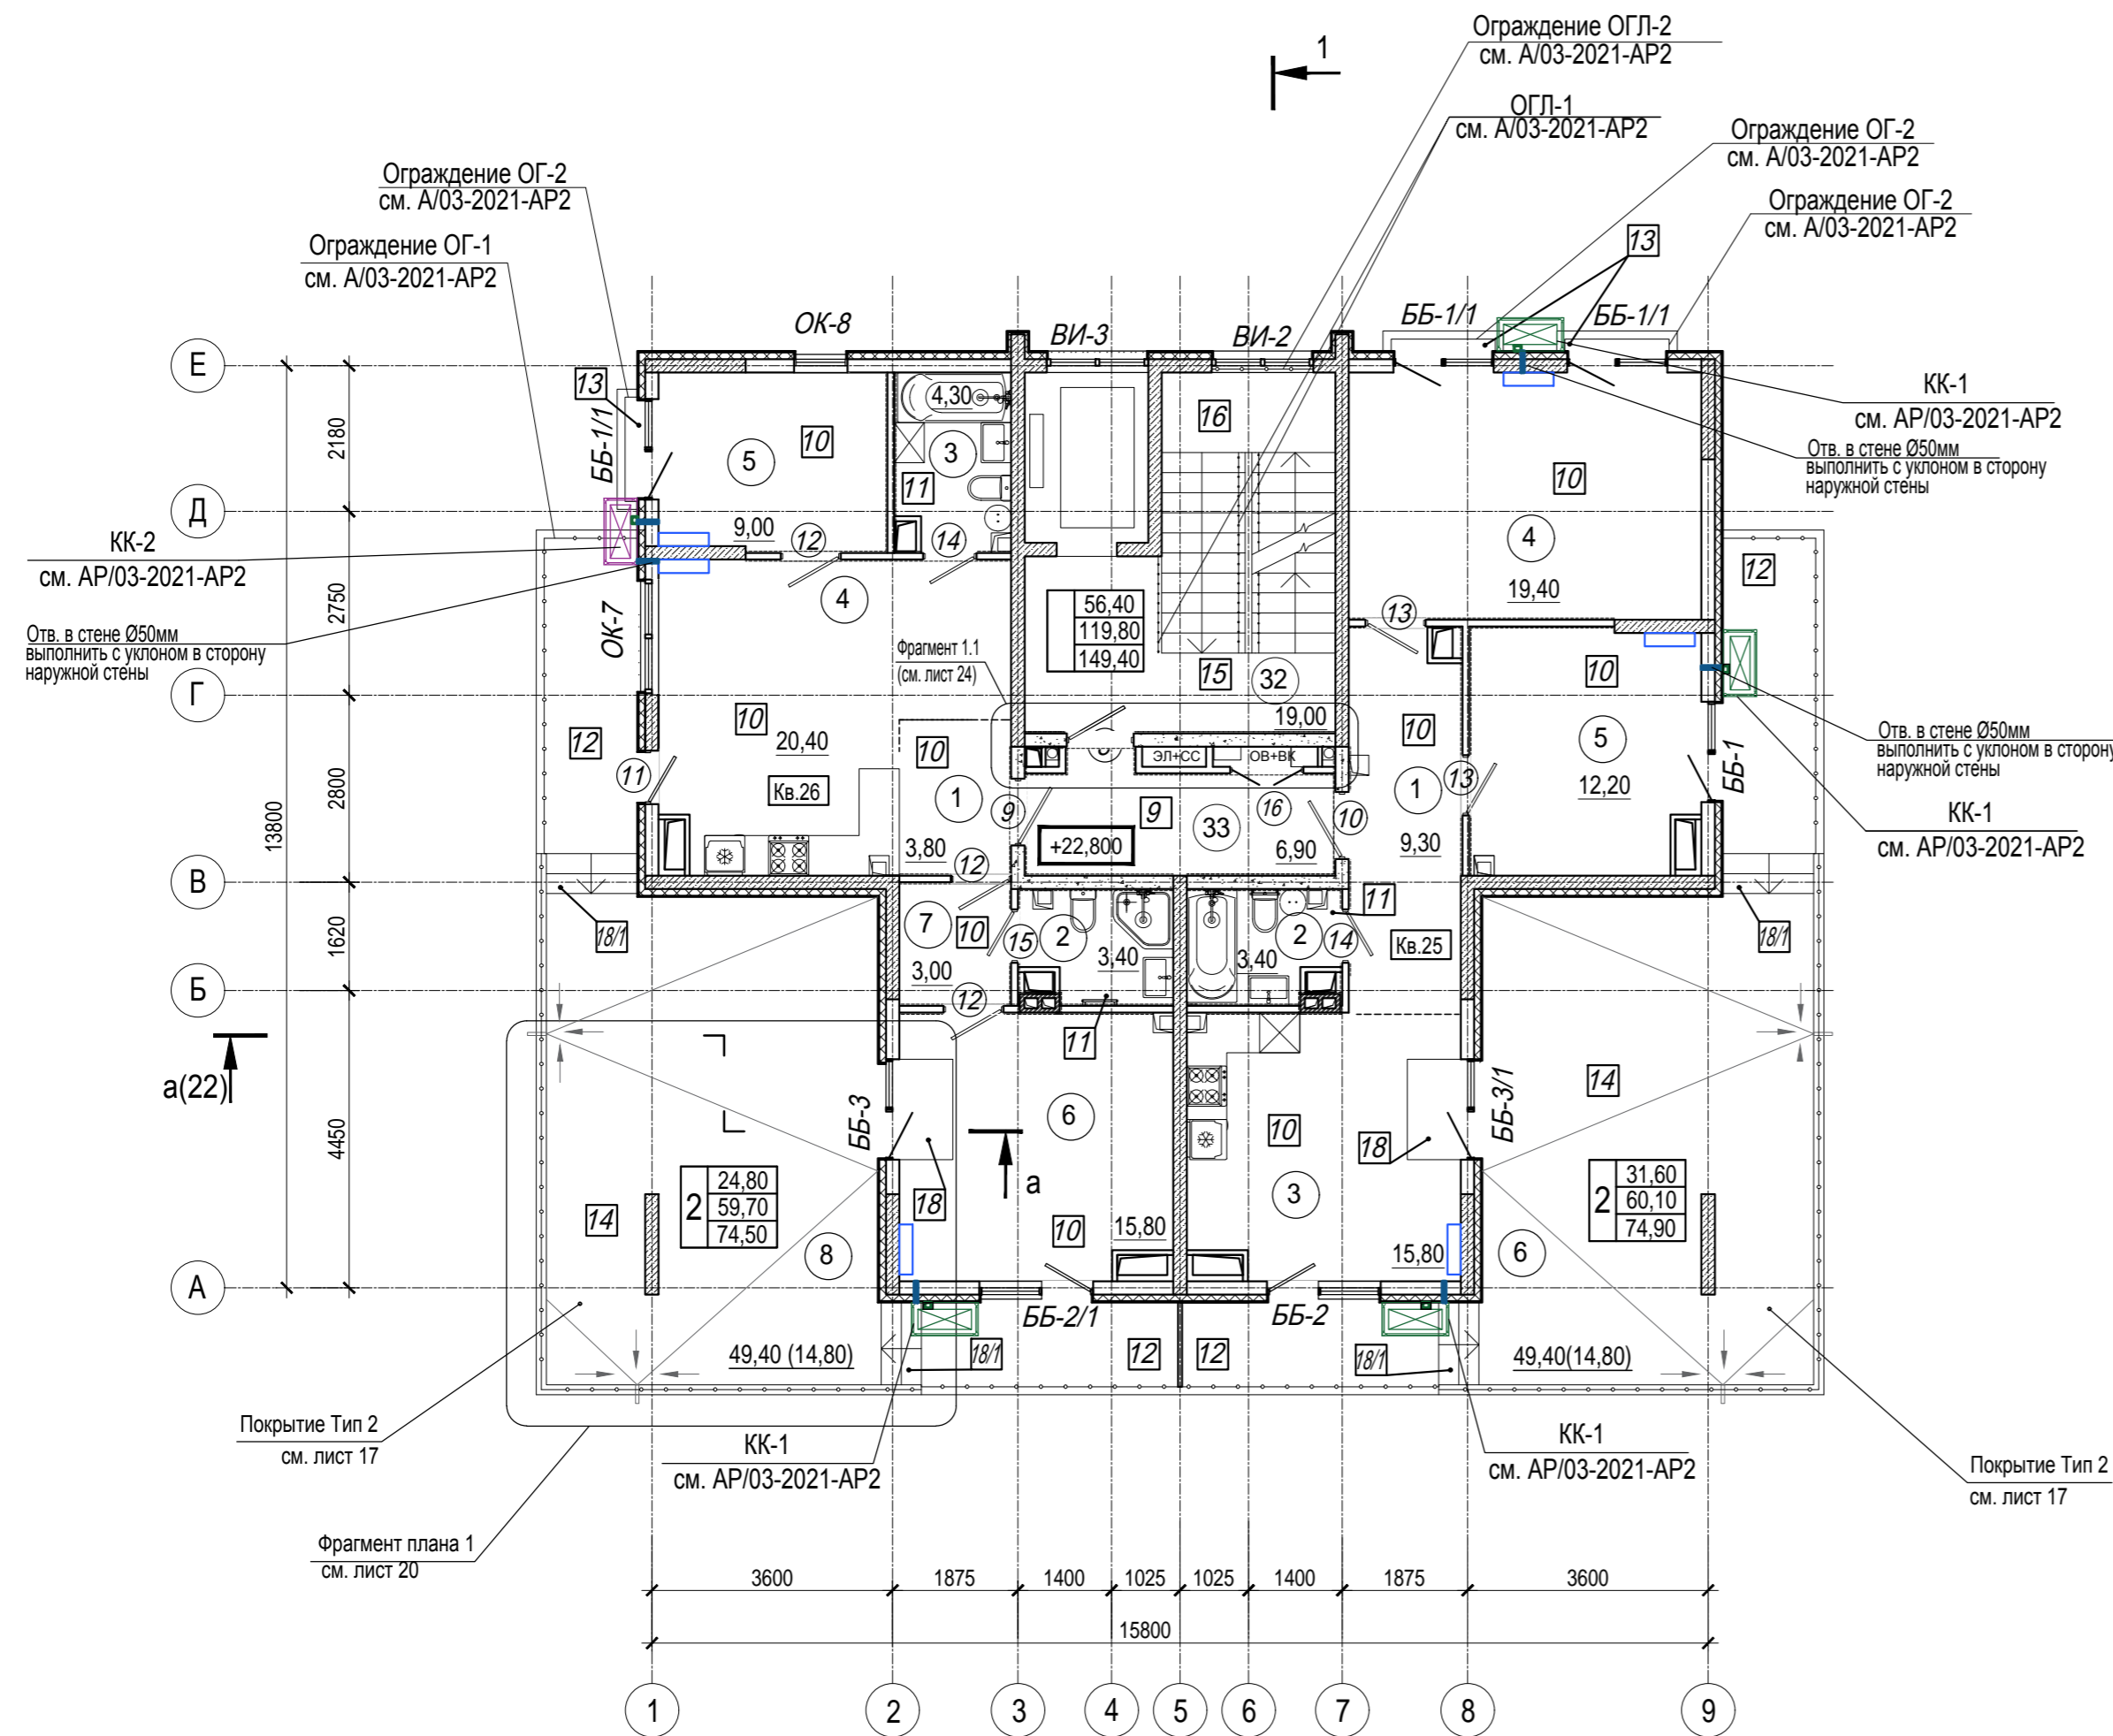 Ограждение ОГЛ-2
см. А/03-2021-АР2
1
ОГЛ-1
см. А/03-2021-АР2
Ограждение ОГ-2
см. А/03-2021-АР2
Ограждение ОГ-2
см. А/03-2021-АР2
Ограждение ОГ-2
см. А/03-2021-АР2
Ограждение ОГ-1
см. А/03-2021-АР2
13
ОК-8
ВИ-3
ВИ-2
ББ-1/1
ББ-1/1
Е
13
4,30
16
КК-1
см. АР/03-2021-АР2
2180
ББ-1/1
5
10
3
11
10
Отв. в стене Ø50мм
выполнить с уклоном в сторону
наружной стены
Д
9,00
12
14
4
КК-2
см. АР/03-2021-АР2
12
4
19,40
2750
56,40
119,80
149,40
13
Отв. в стене Ø50мм
выполнить с уклоном в сторону
наружной стены
ОК-7
Фрагмент 1.1
(см. лист 24)
15
32
10
Г
10
20,40
10
19,00
10
5
12
ЭЛ+СС
ОВ+ВК
Отв. в стене Ø50мм
выполнить с уклоном в сторону
наружной стены
11
Кв.26
1
9
9
33
16
10
1
13
12,20
ББ-1
2800
13800
3,80
12
+22,800
6,90
9,30
КК-1
см. АР/03-2021-АР2
В
7
10
15
2
2
14
11
18/1
Кв.25
18/1
1620
3,00
3,40
3,40
Б
12
11
а(22)
14
ББ-3
6
10
18
ББ-3/1
4450
а
2
24,80
59,70
74,50
18
3
2
31,60
60,10
74,90
14
8
10
15,80
15,80
6
А
ББ-2/1
ББ-2
49,40 (14,80)
18/1
12
12
18/1
49,40(14,80)
Покрытие Тип 2
см. лист 17
КК-1
см. АР/03-2021-АР2
КК-1
см. АР/03-2021-АР2
Покрытие Тип 2
см. лист 17
Фрагмент плана 1
см. лист 20
3600
1875
1400
1025
1025
1400
1875
3600
15800
1
2
3
4
5
6
7
8
9